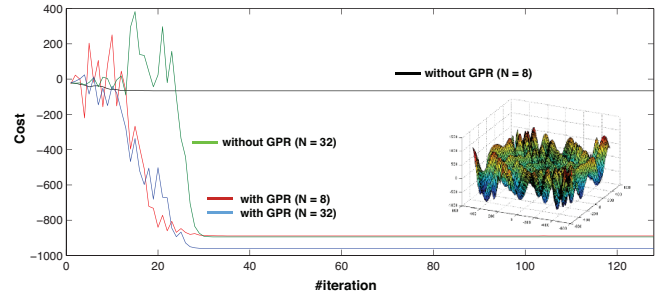 400
200
0
-200
-400
-600
-800
-1000
Cost
0
20
40
60
80
100
120
#iteration
without GPR (N = 8)
without GPR (N = 32)
with GPR (N = 8)
with GPR (N = 32)